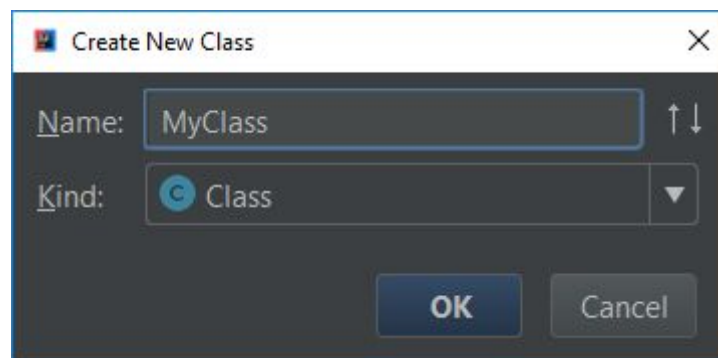 Create New Class
Name: MyClass
Kind: C Class
OK Cancel